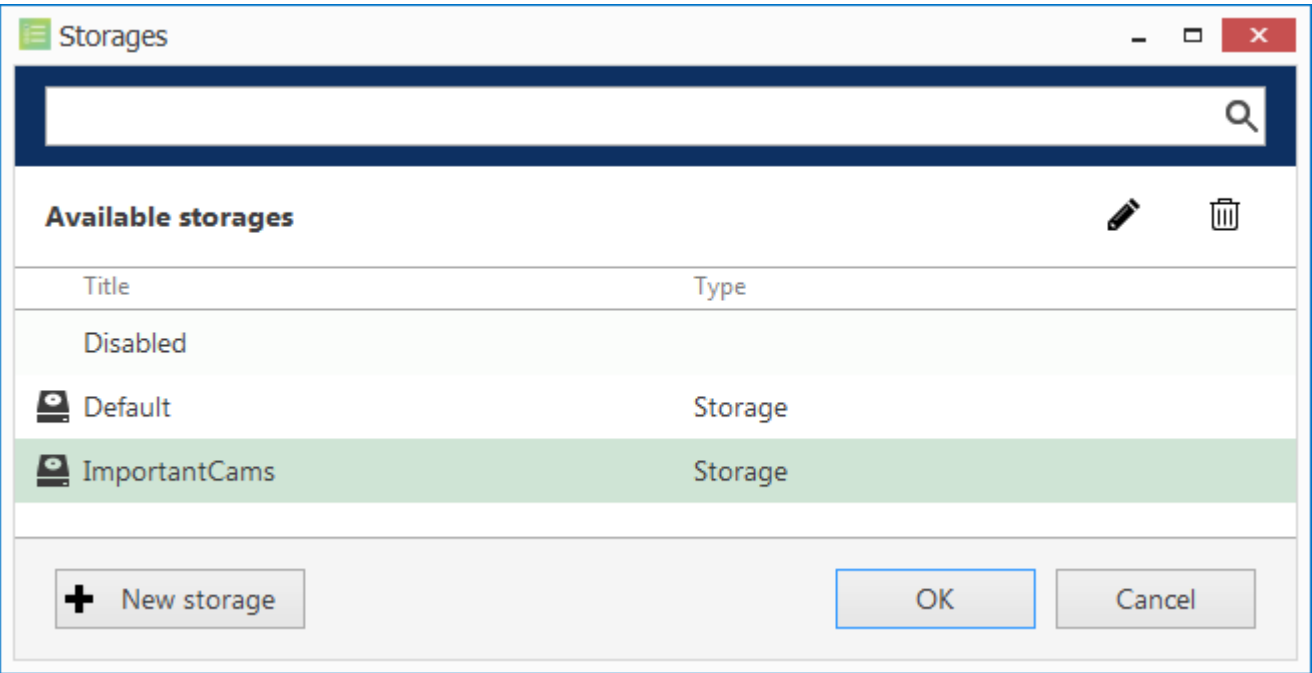 Storages
Available storages
Title Type
Disabled
Default Storage
ImportantCams Storage
New storage OK Cancel